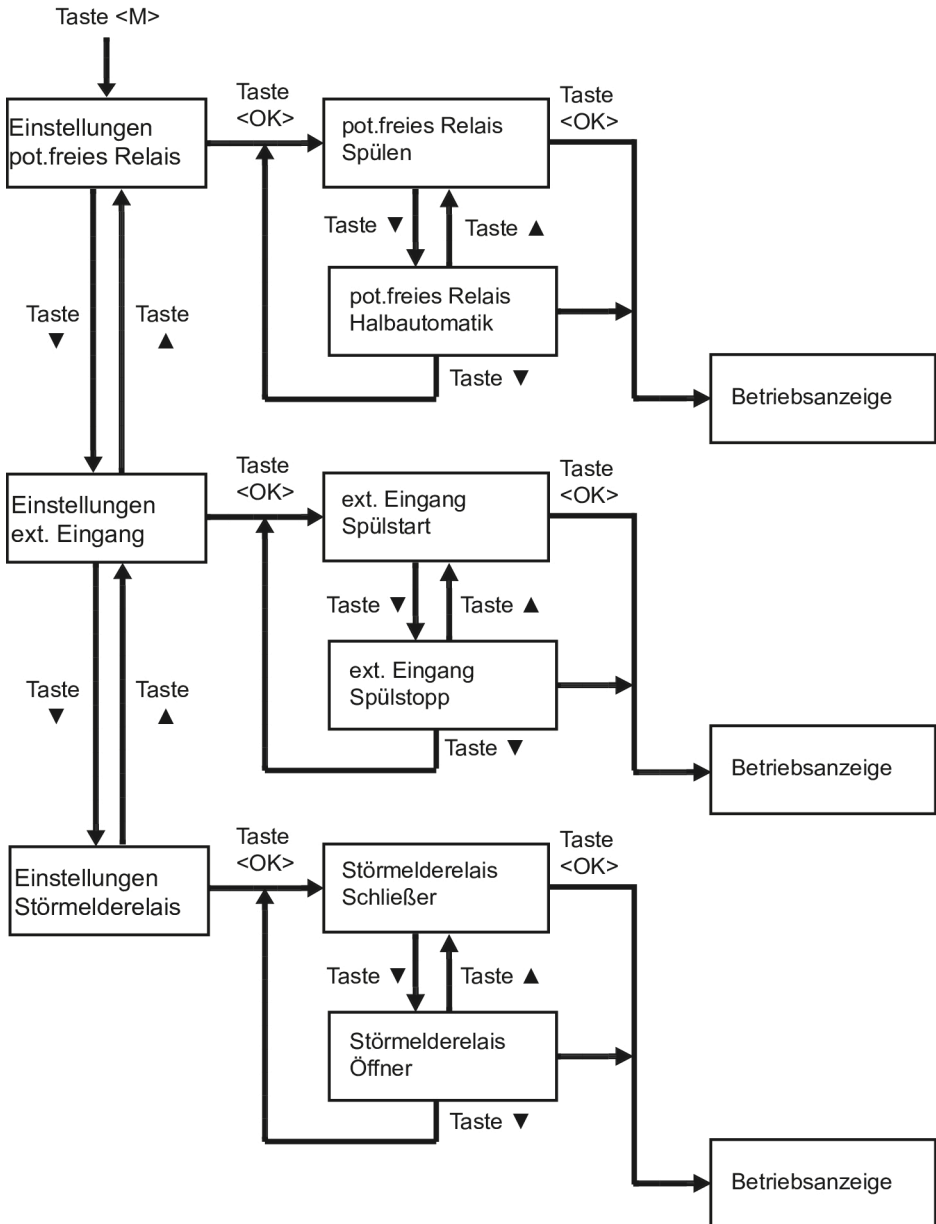 Taste <M>
Einstellungen
pot.freies Relais
Taste
<OK>
pot.freies Relais
Spülen
Taste
<OK>
Taste ▼
Taste ▲
pot.freies Relais
Halbautomatik
Taste ▼
Taste
▼
Taste
▲
Betriebsanzeige
Einstellungen
ext. Eingang
Taste
<OK>
ext. Eingang
Spülstart
Taste
<OK>
Taste ▼
Taste ▲
ext. Eingang
Spülstopp
Taste ▼
Taste
▼
Taste
▲
Betriebsanzeige
Einstellungen
Störmelderelais
Taste
<OK>
Störmelderelais
Schließer
Taste
<OK>
Taste ▼
Taste ▲
Störmelderelais
Öffner
Taste ▼
Betriebsanzeige